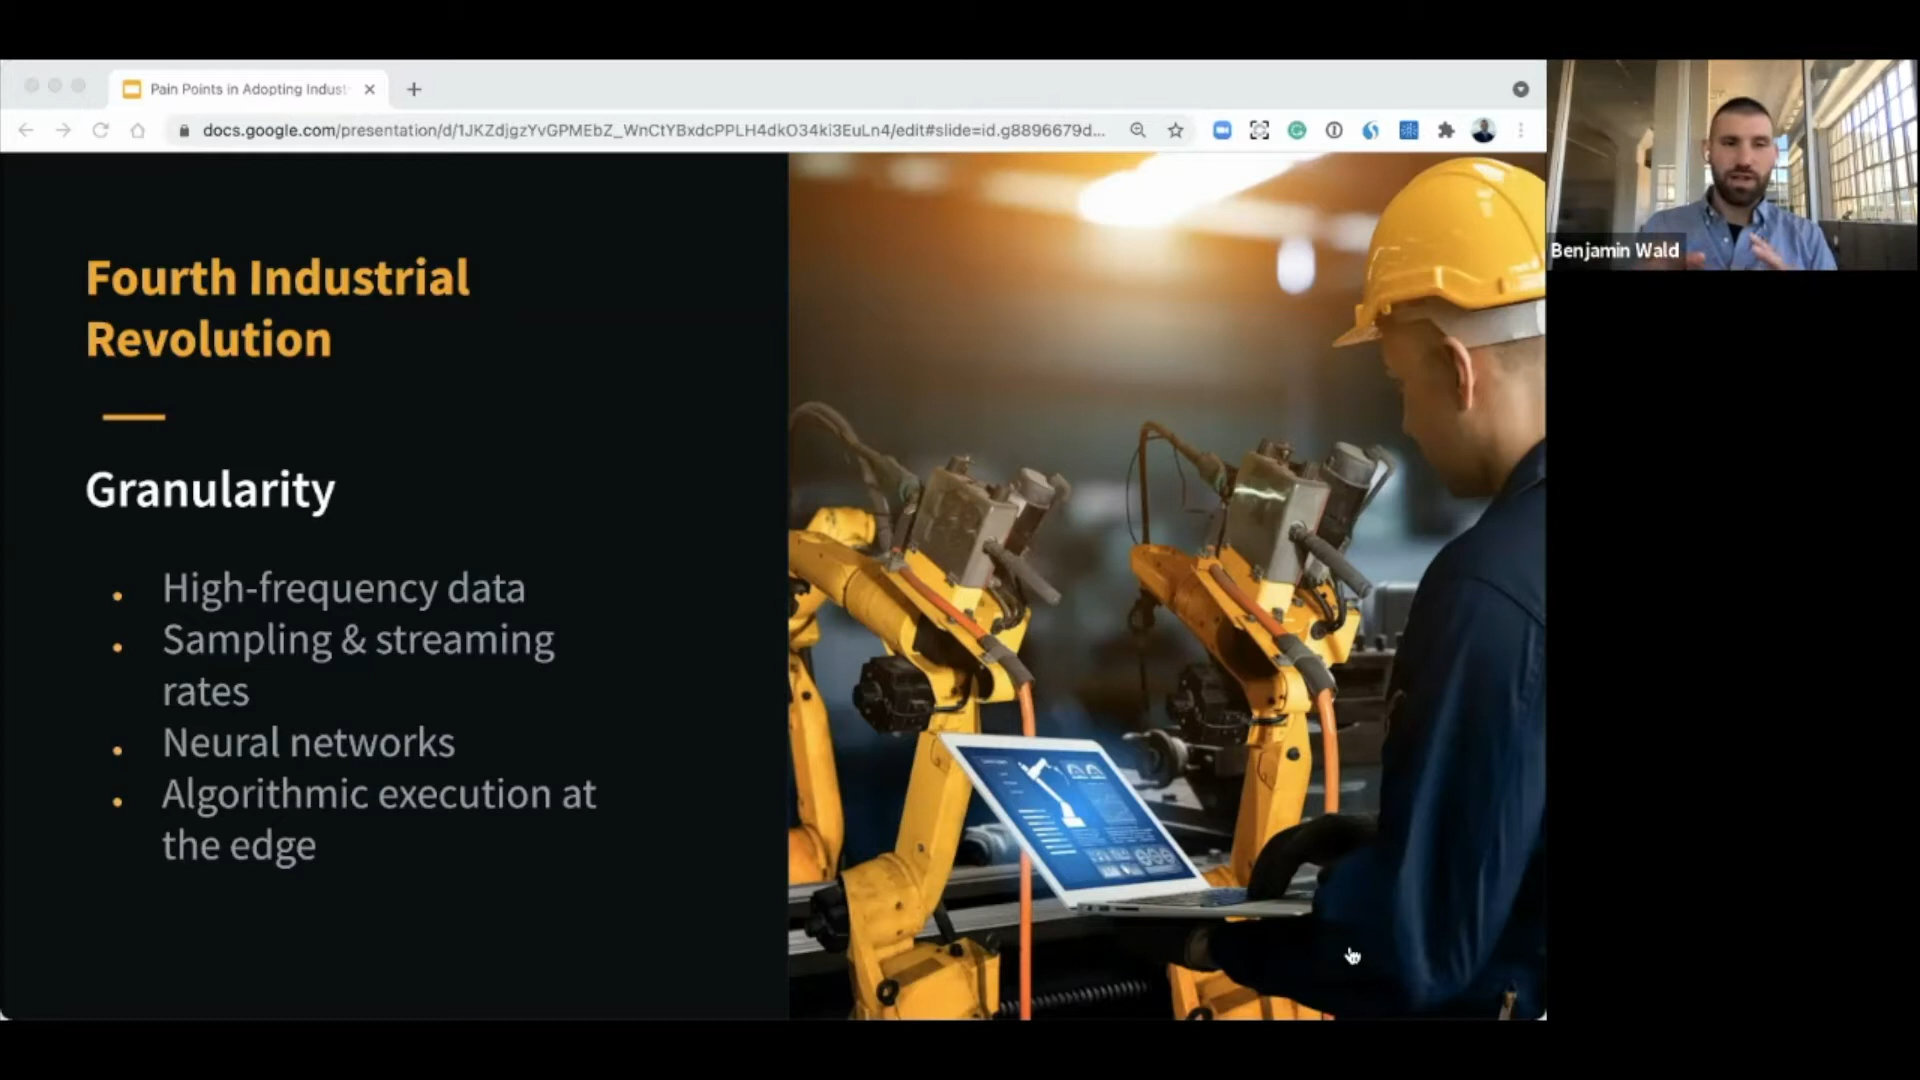 Pain Points in Adopting Indust
docs.google.com/presentation/d/1JKZdjgzYvGPMEbZ_WnCtYBxdcPPLH4dkO34ki3EuLn4/edit#slide=id.g8896679d...
Benjamin Wald
Fourth Industrial
Revolution
Granularity
High-frequency data
Sampling & streaming
rates
Neural networks
Algorithmic execution at
the edge